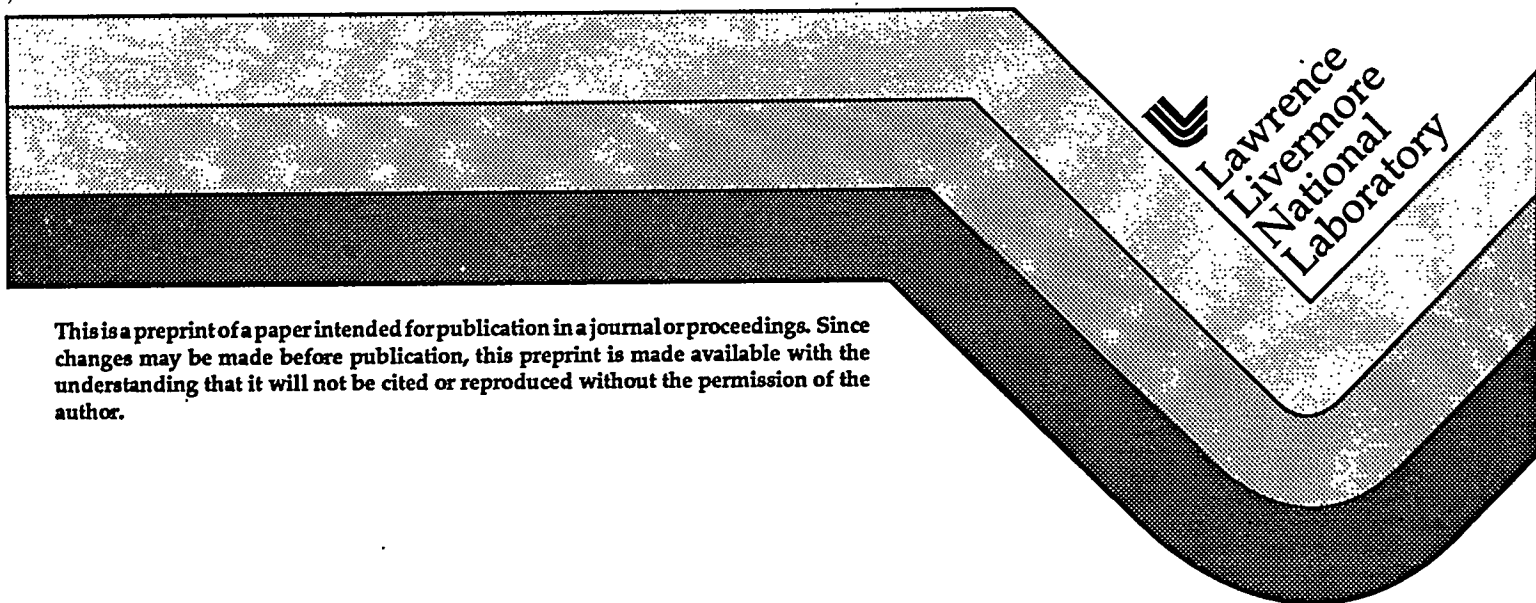 Lawrence
Livermore
National
Laboratory
This is a preprint of a paper intended for publication in a journal or proceedings. Since
changes may be made before publication, this preprint is made available with the
understanding that it will not be cited or reproduced without the permission of the
author.